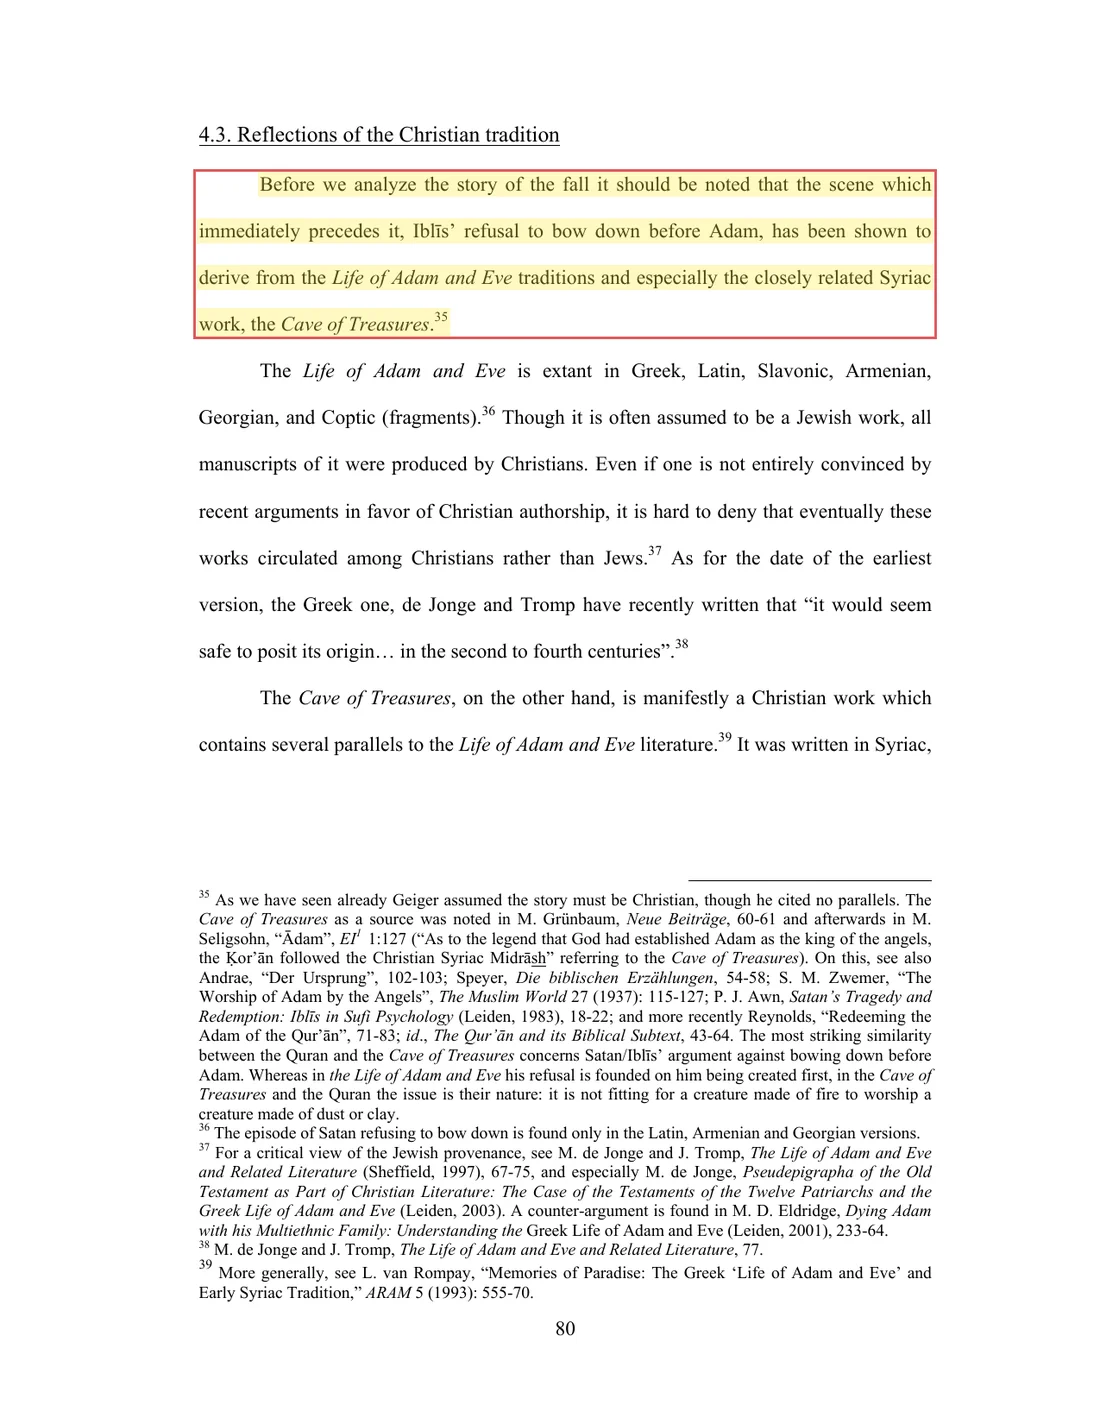 4.3. Reflections of the Christian tradition
Before we analyze the story of the fall it should be noted that the scene which
immediately precedes it, Iblīs’ refusal to bow down before Adam, has been shown to
derive from the Life of Adam and Eve traditions and especially the closely related Syriac
work, the Cave of Treasures.35
The Life of Adam and Eve is extant in Greek, Latin, Slavonic, Armenian,
Georgian, and Coptic (fragments).36 Though it is often assumed to be a Jewish work, all
manuscripts of it were produced by Christians. Even if one is not entirely convinced by
recent arguments in favor of Christian authorship, it is hard to deny that eventually these
works circulated among Christians rather than Jews.37 As for the date of the earliest
version, the Greek one, de Jonge and Tromp have recently written that “it would seem
safe to posit its origin… in the second to fourth centuries”.38
The Cave of Treasures, on the other hand, is manifestly a Christian work which
contains several parallels to the Life of Adam and Eve literature.39 It was written in Syriac,
35 As we have seen already Geiger assumed the story must be Christian, though he cited no parallels. The
Cave of Treasures as a source was noted in M. Grünbaum, Neue Beiträge, 60-61 and afterwards in M.
Seligsohn, “Ādam”, EI1 1:127 (“As to the legend that God had established Adam as the king of the angels,
the Ḳor’ān followed the Christian Syriac Midrāsh” referring to the Cave of Treasures). On this, see also
Andrae, “Der Ursprung”, 102-103; Speyer, Die biblischen Erzählungen, 54-58; S. M. Zwemer, “The
Worship of Adam by the Angels”, The Muslim World 27 (1937): 115-127; P. J. Awn, Satan’s Tragedy and
Redemption: Iblīs in Sufi Psychology (Leiden, 1983), 18-22; and more recently Reynolds, “Redeeming the
Adam of the Qur’ān”, 71-83; id., The Qur’ān and its Biblical Subtext, 43-64. The most striking similarity
between the Quran and the Cave of Treasures concerns Satan/Iblīs’ argument against bowing down before
Adam. Whereas in the Life of Adam and Eve his refusal is founded on him being created first, in the Cave of
Treasures and the Quran the issue is their nature: it is not fitting for a creature made of fire to worship a
creature made of dust or clay.
36 The episode of Satan refusing to bow down is found only in the Latin, Armenian and Georgian versions.
37 For a critical view of the Jewish provenance, see M. de Jonge and J. Tromp, The Life of Adam and Eve
and Related Literature (Sheffield, 1997), 67-75, and especially M. de Jonge, Pseudepigrapha of the Old
Testament as Part of Christian Literature: The Case of the Testaments of the Twelve Patriarchs and the
Greek Life of Adam and Eve (Leiden, 2003). A counter-argument is found in M. D. Eldridge, Dying Adam
with his Multiethnic Family: Understanding the Greek Life of Adam and Eve (Leiden, 2001), 233-64.
38 M. de Jonge and J. Tromp, The Life of Adam and Eve and Related Literature, 77.
39 More generally, see L. van Rompay, “Memories of Paradise: The Greek ‘Life of Adam and Eve’ and
Early Syriac Tradition,” ARAM 5 (1993): 555-70.
80